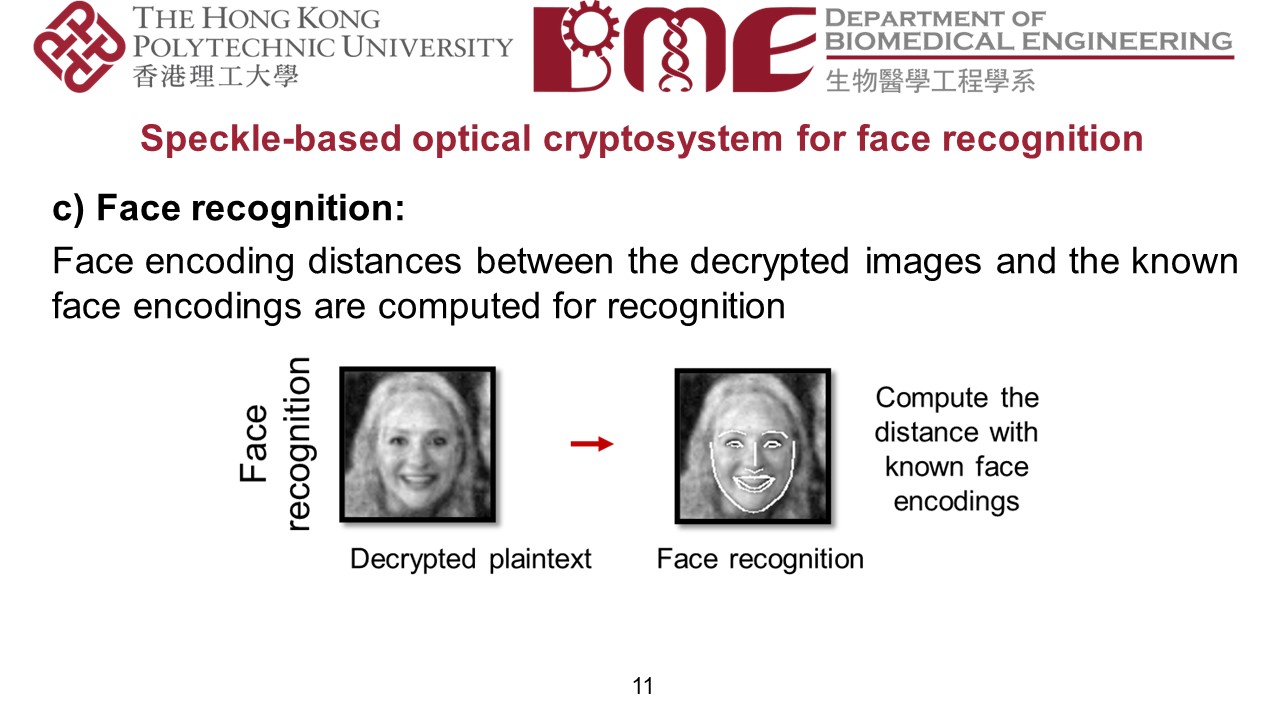 THE HONG KONG
POLYTECHNIC UNIVERSITY
香港理工大學
BME
DEPARTMENT OF
BIOMEDICAL ENGINEERING
生物醫學工程學系
Speckle-based optical cryptosystem for face recognition
c) Face recognition:
Face encoding distances between the decrypted images and the known
face encodings are computed for recognition
Face
recognition
Compute the
distance with
known face
encodings
Decrypted plaintext
Face recognition
11